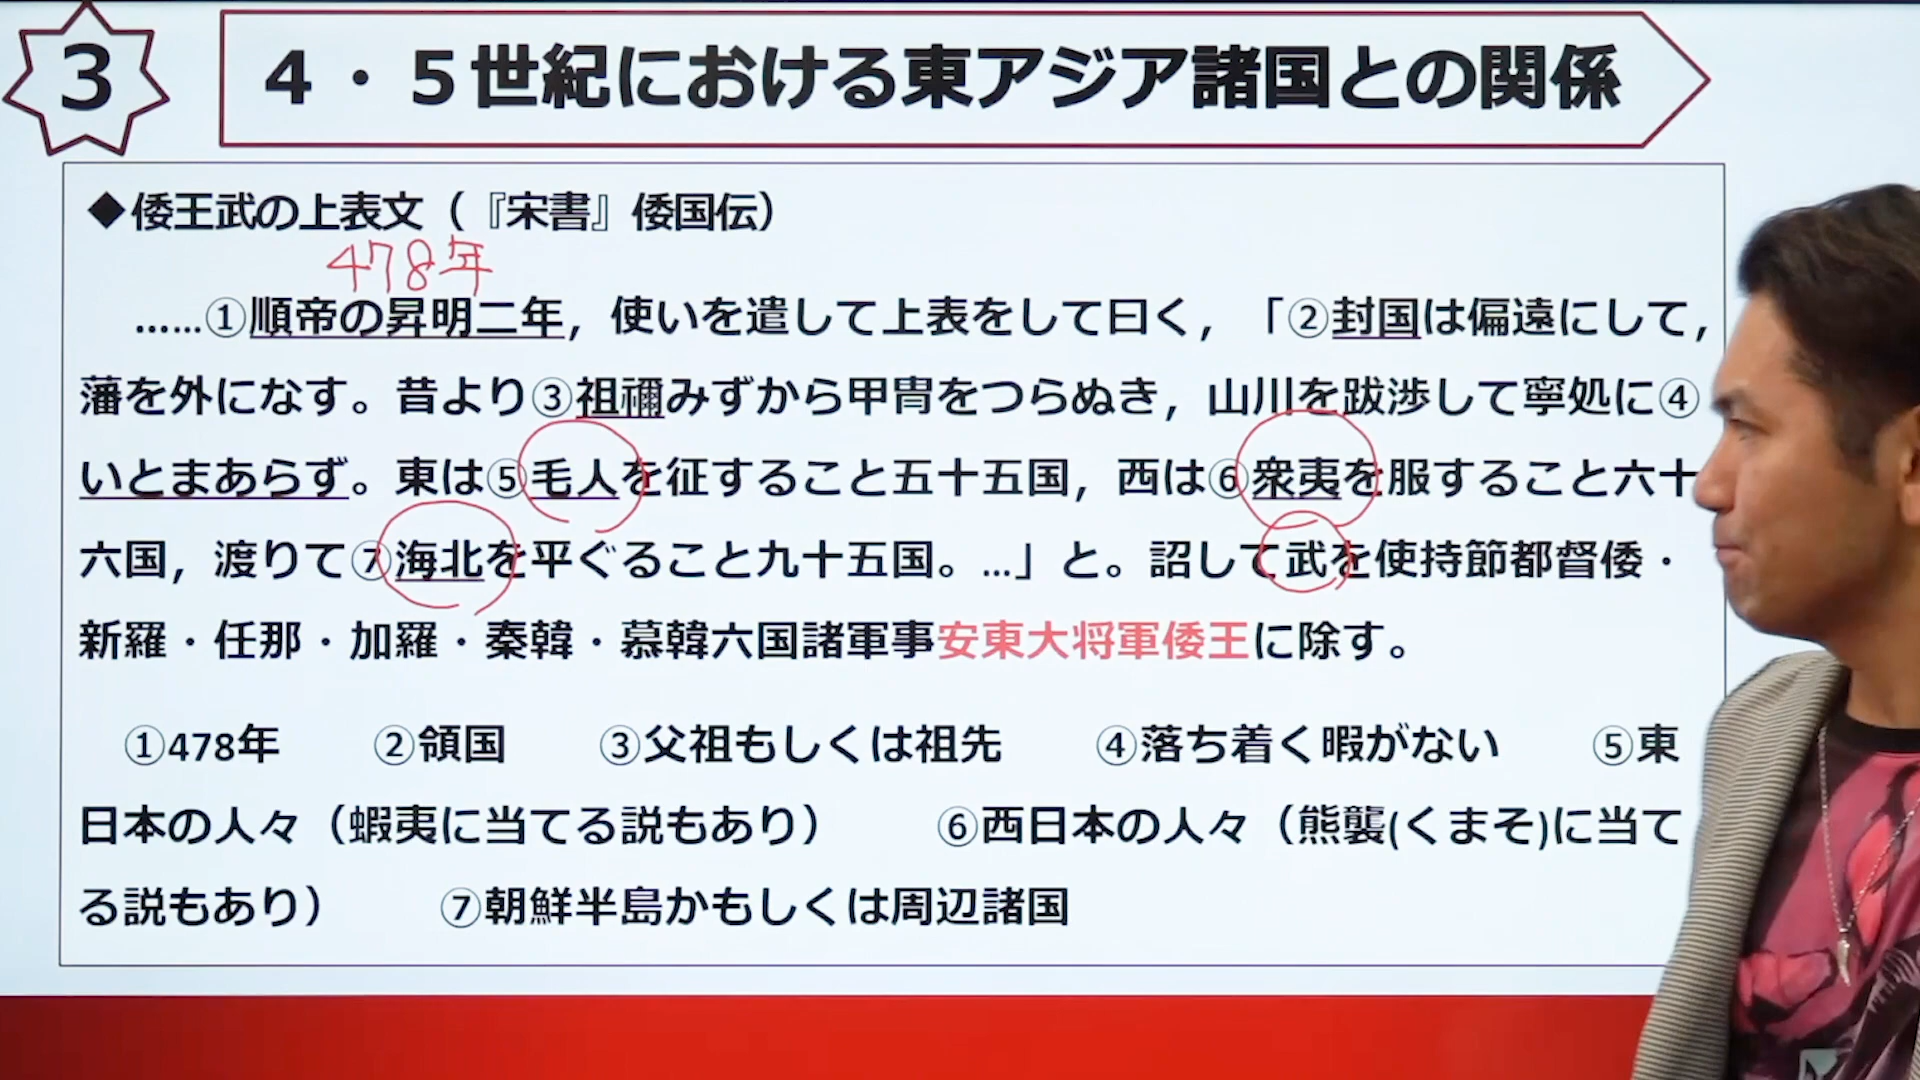 3
4・5世紀における東アジア諸国との関係
◆倭王武の上表文（『宋書』倭国伝）
478年
……①順帝の昇明二年，使いを遣して上表をして曰く，「②封国は偏遠にして，
藩を外になす。昔より③祖禰みずから甲冑をつらぬき，山川を跋渉して寧処に④
いとまあらず。東は⑤毛人を征すること五十五国，西は⑥衆夷を服すること六十
六国，渡りて⑦海北を平ぐること九十五国。…」と。詔して武を使持節都督倭・
新羅・任那・加羅・秦韓・慕韓六国諸軍事安東大将軍倭王に除す。
①478年 ②領国 ③父祖もしくは祖先 ④落ち着く暇がない ⑤東
日本の人々（蝦夷に当てる説もあり） ⑥西日本の人々（熊襲(くまそ)に当て
る説もあり） ⑦朝鮮半島かもしくは周辺諸国